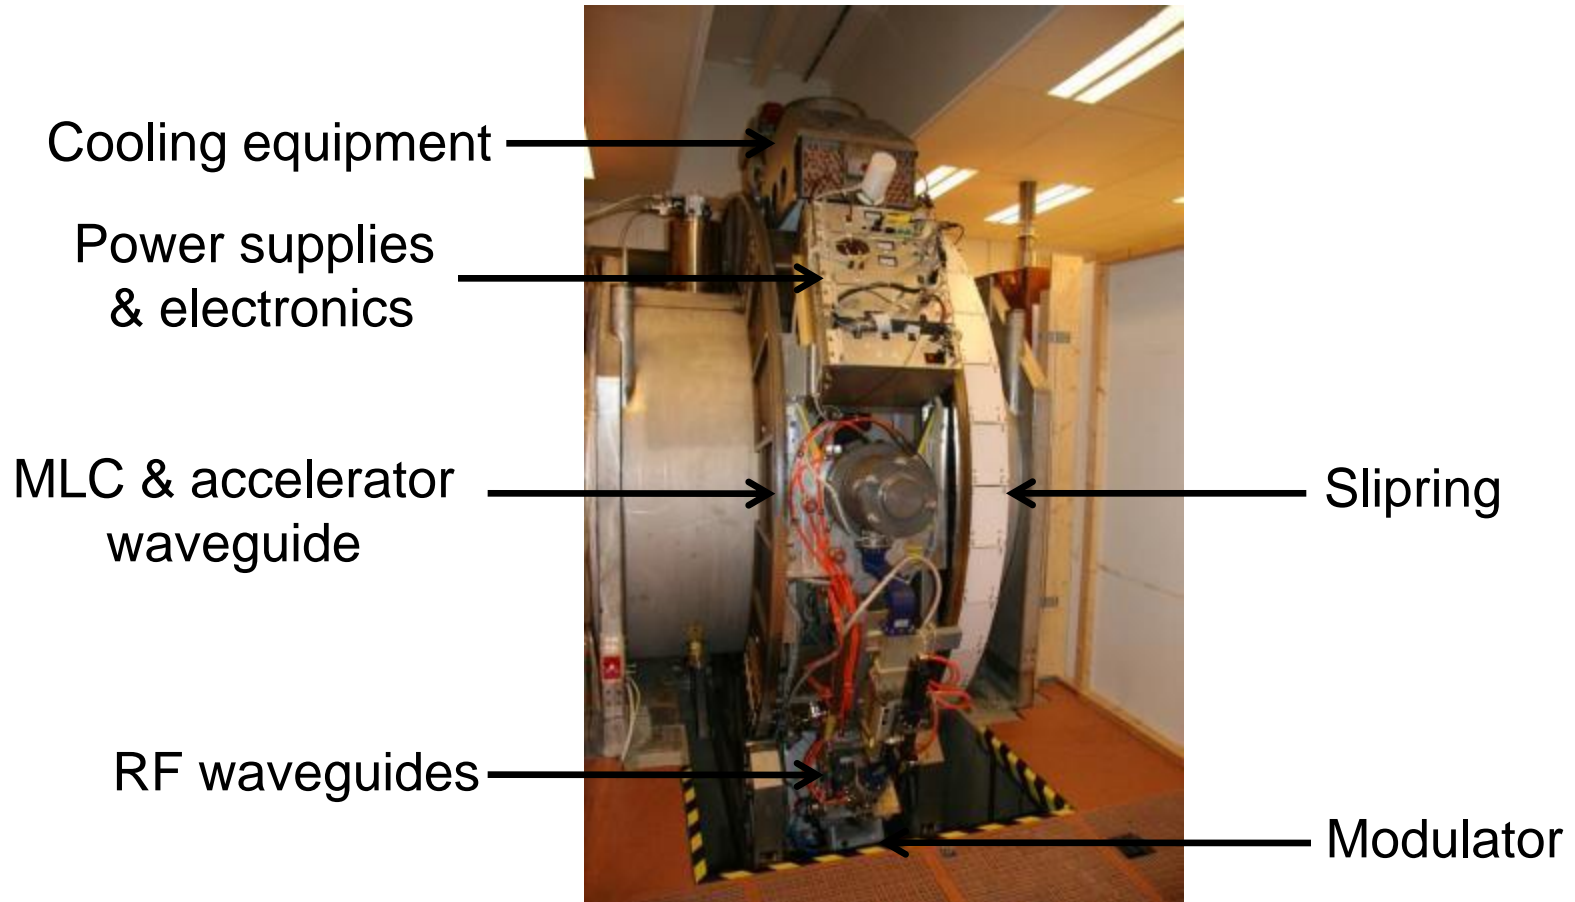 Cooling equipment
Power supplies
& electronics
MLC & accelerator
waveguide
Slipring
RF waveguides
Modulator